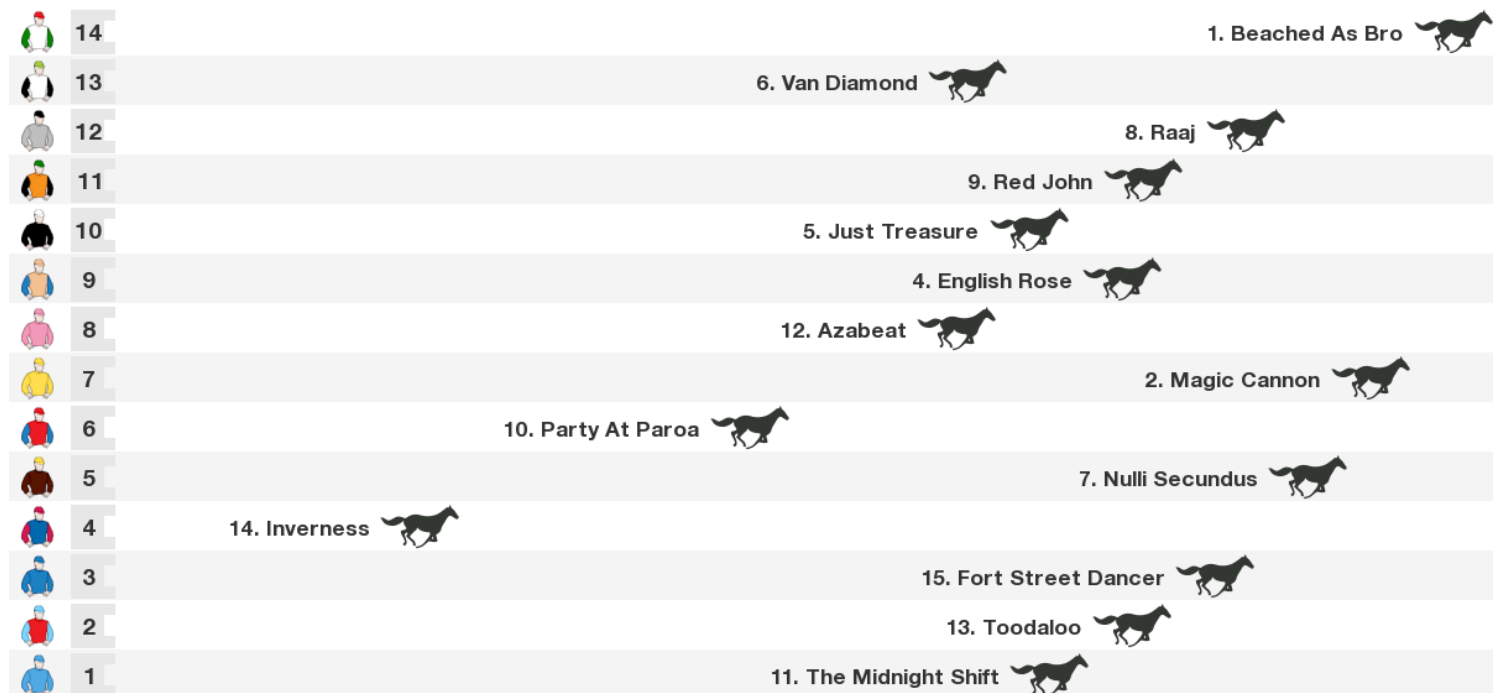 14 1. Beached As Bro
13 6. Van Diamond
12 8. Raaj
11 9. Red John
10 5. Just Treasure
9 4. English Rose
8 12. Azabeat
7 2. Magic Cannon
6 10. Party At Paroa
5 7. Nulli Secundus
4 14. Inverness
3 15. Fort Street Dancer
2 13. Toodaloo
1 11. The Midnight Shift